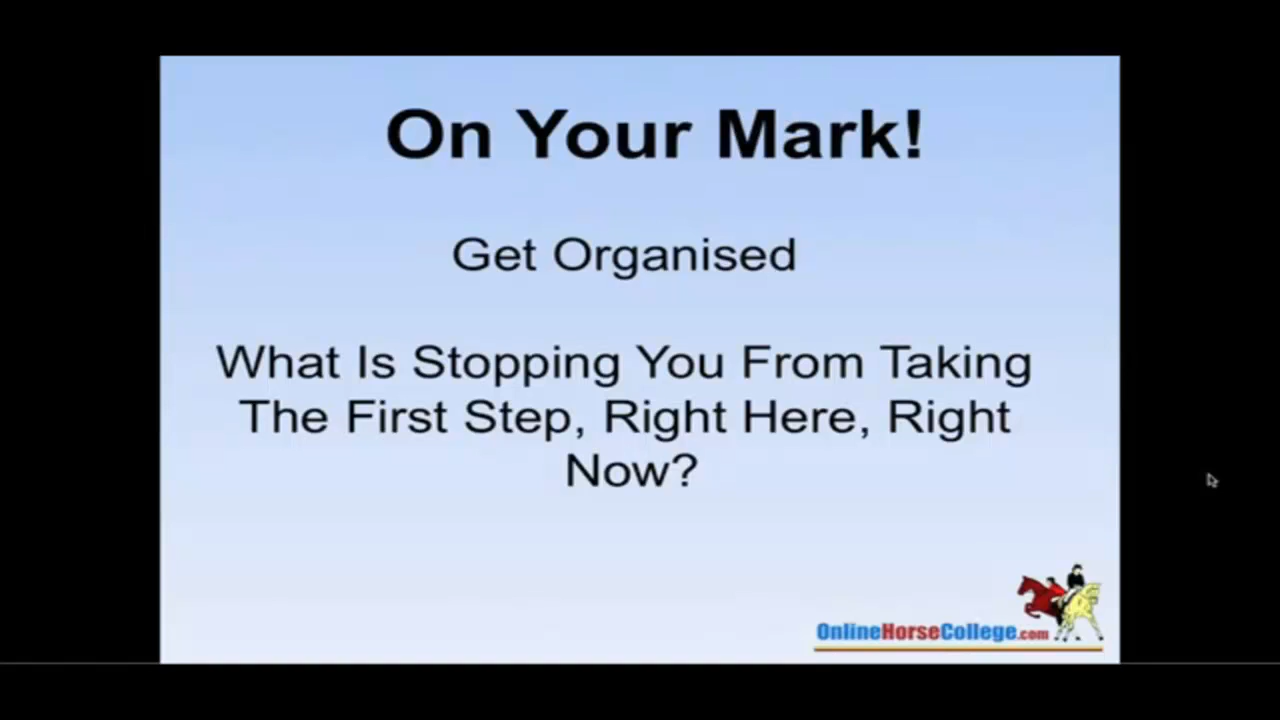 On Your Mark!
Get Organised
What Is Stopping You From Taking
The First Step, Right Here, Right
Now?
OnlineHorseCollege.com